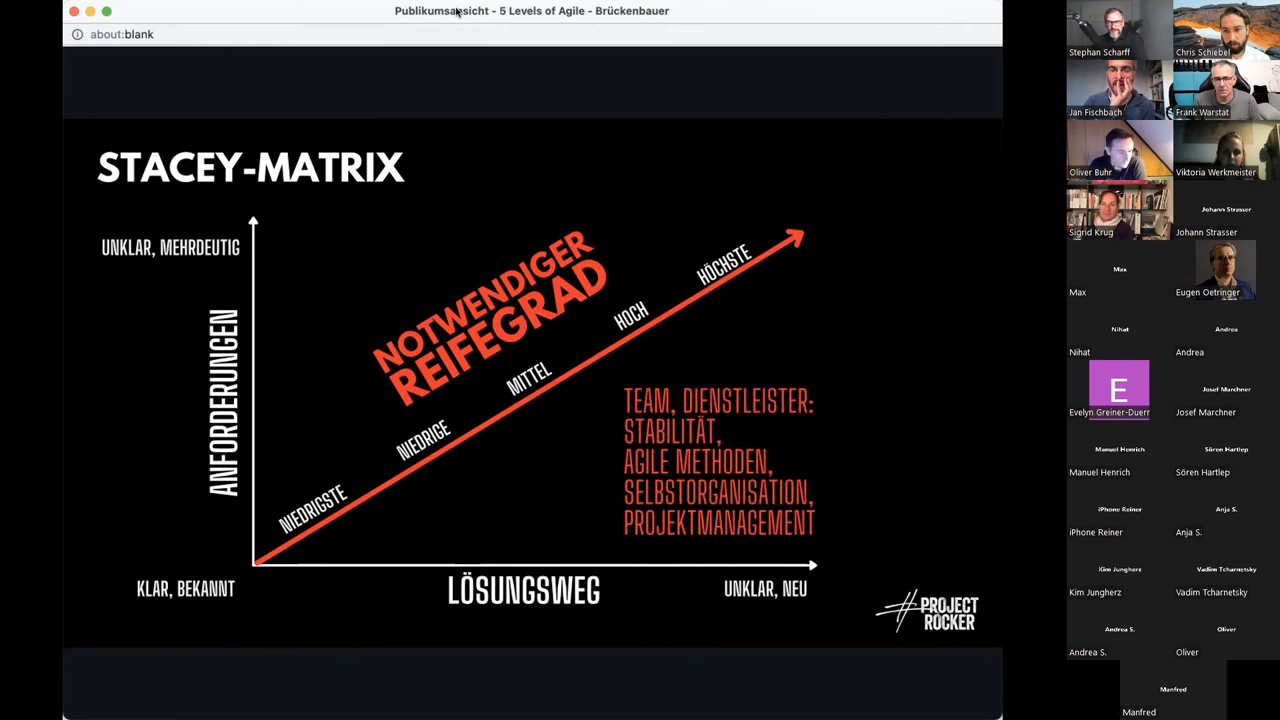 Publikumsansicht - 5 Levels of Agile - Brückenbauer
about:blank
STACEY-MATRIX
UNKLAR, MEHRDEUTIG
ANFORDERUNGEN
NOTWENDIGER
REIFEGRAD
NIEDRIGSTE
NIEDRIGE
MITTEL
HOCH
HÖCHSTE
TEAM, DIENSTLEISTER:
STABILITÄT,
AGILE METHODEN,
SELBSTORGANISATION,
PROJEKTMANAGEMENT
KLAR, BEKANNT
LÖSUNGSWEG
UNKLAR, NEU
#PROJECT
ROCKER
Stephan Scharff
Chris Schiebel
Jan Fischbach
Frank Warstat
Oliver Buhr
Viktoria Werkmeister
Sigrid Krug
Johann Strasser
Johann Strasser
Max
Max
Eugen Oetringer
Nihat
Nihat
Andrea
Andrea
E
Evelyn Greiner-Duerr
Josef Marchner
Josef Marchner
Manuel Henrich
Manuel Henrich
Sören Hartlep
Sören Hartlep
iPhone Reiner
iPhone Reiner
Anja S.
Anja S.
Kim Jungherz
Kim Jungherz
Vadim Tcharnetsky
Vadim Tcharnetsky
Andrea S.
Andrea S.
Oliver
Oliver
Manfred
Manfred